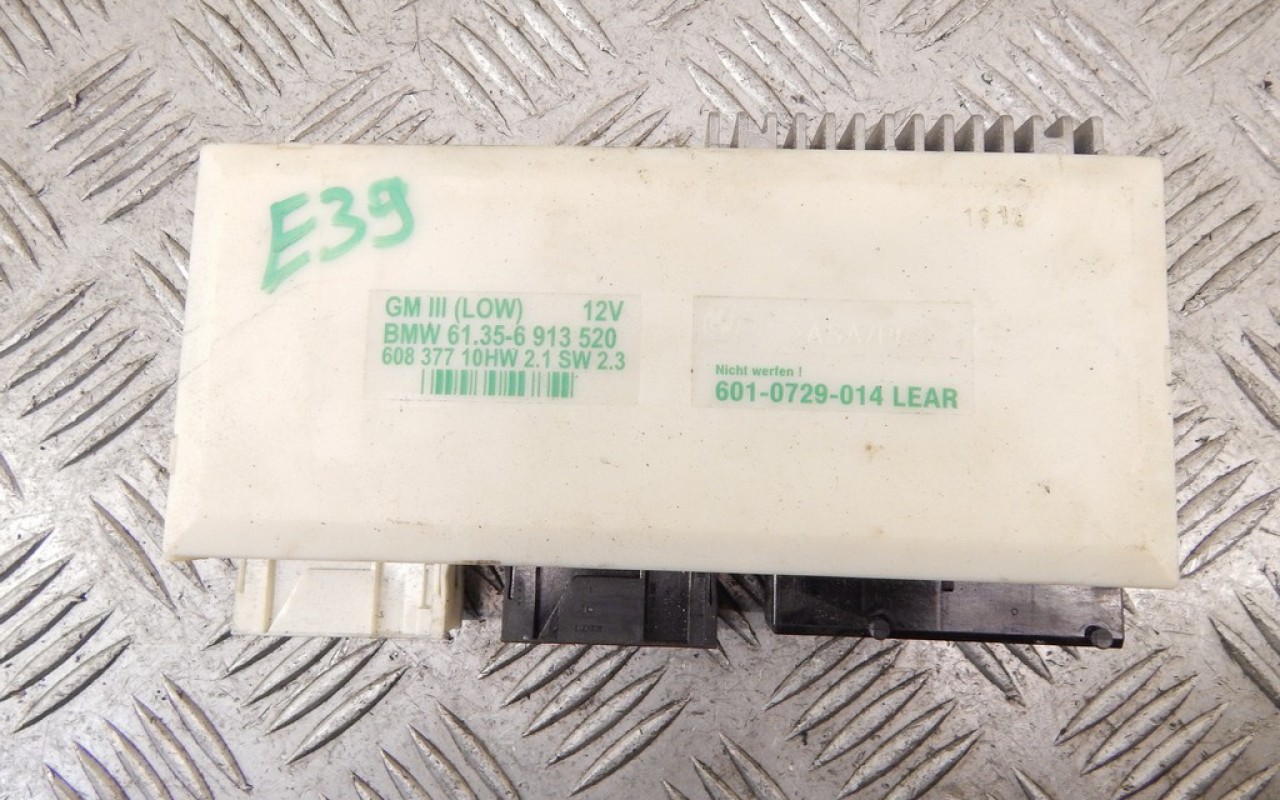 E39
GM III (LOW) 12V
BMW 61.35-6 913 520
608 377 10HW 2.1 SW 2.3
Nicht werfen !
601-0729-014 LEAR